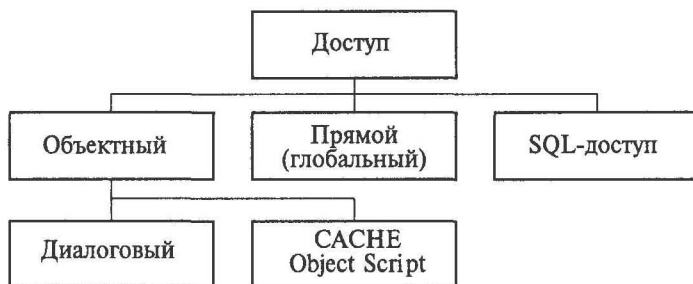 Доступ
Объектный
Прямой
(глобальный)
SQL-доступ
Диалоговый
CACHE
Object Script